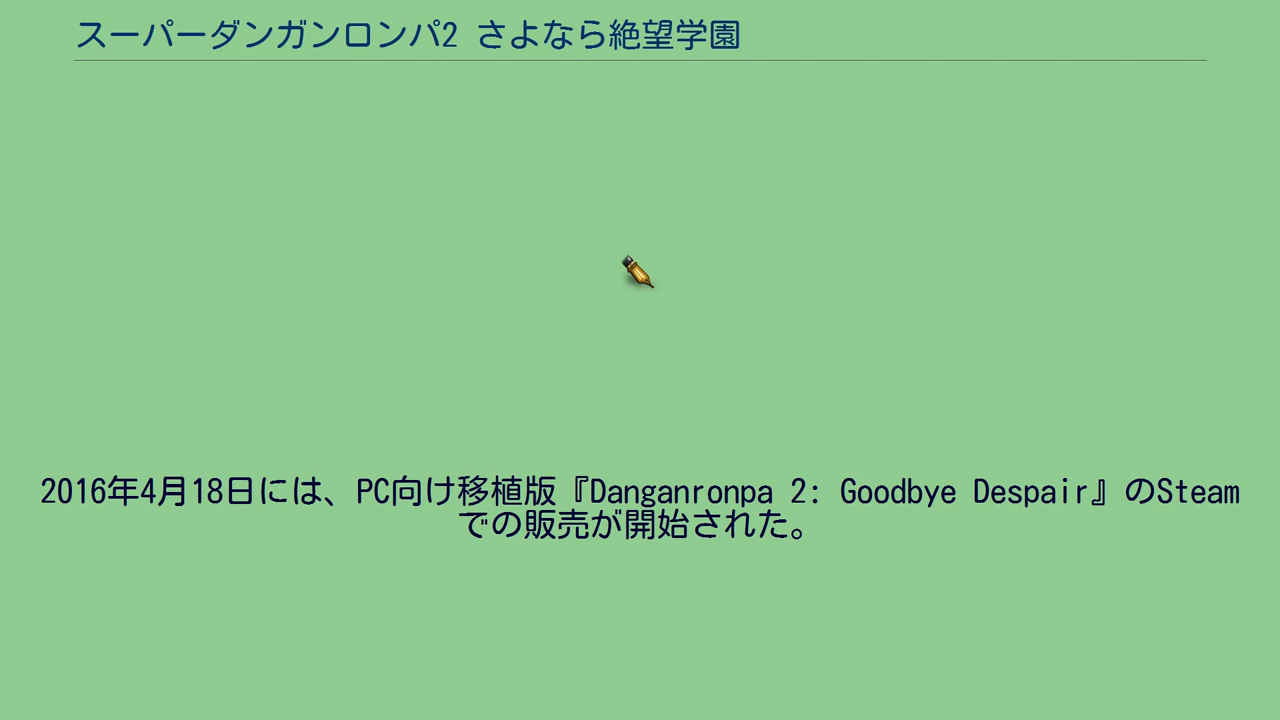 スーパーダンガンロンパ2 さよなら絶望学園
2016年4月18日には、PC向け移植版『Danganronpa 2: Goodbye Despair』のSteam
での販売が開始された。